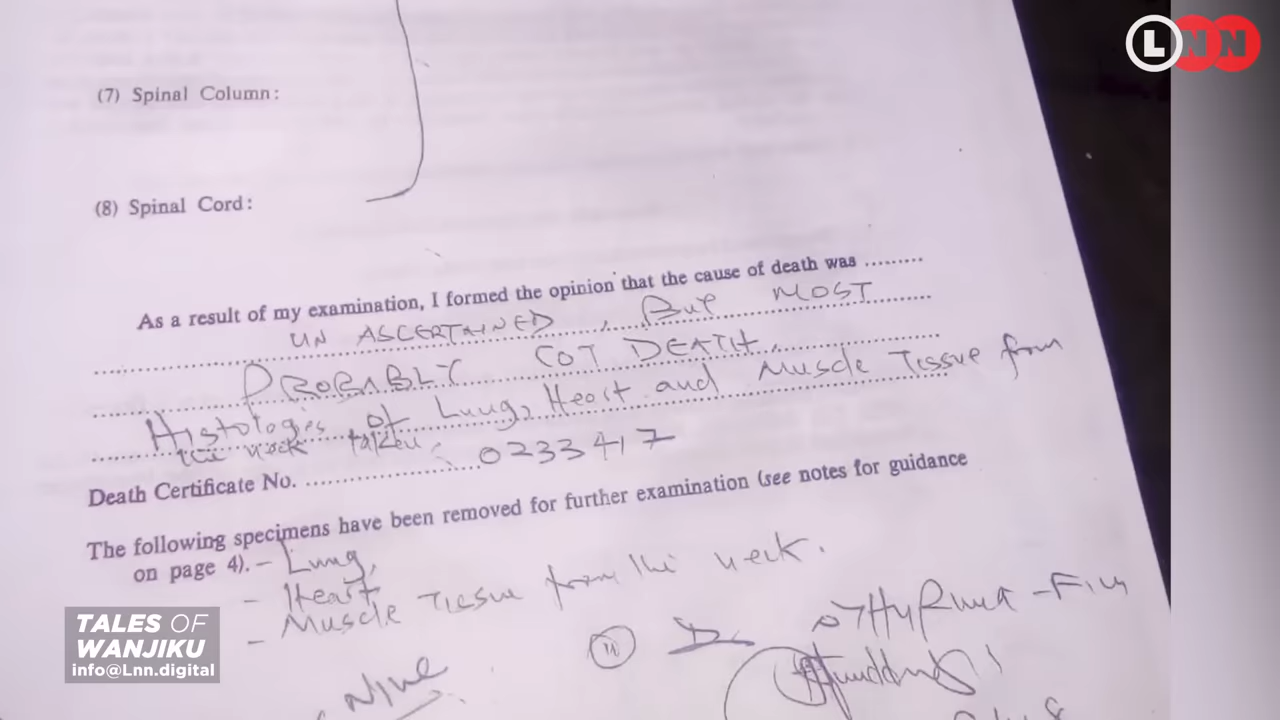 LNN
(7) Spinal Column:
(8) Spinal Cord:
As a result of my examination, I formed the opinion that the cause of death was .........
UN ASCERTAINED, But MOST
PROBABLY COT DEATH.
Histologies of Lung, Heart and Muscle Tissue from
the neck taken.
Death Certificate No. .............................. 0233417
The following specimens have been removed for further examination (see notes for guidance
on page 4). - Lung,
- Heart
- Muscle Tissue from the neck.
Dr
TALES OF
WANJIKU
info@Lnn.digital